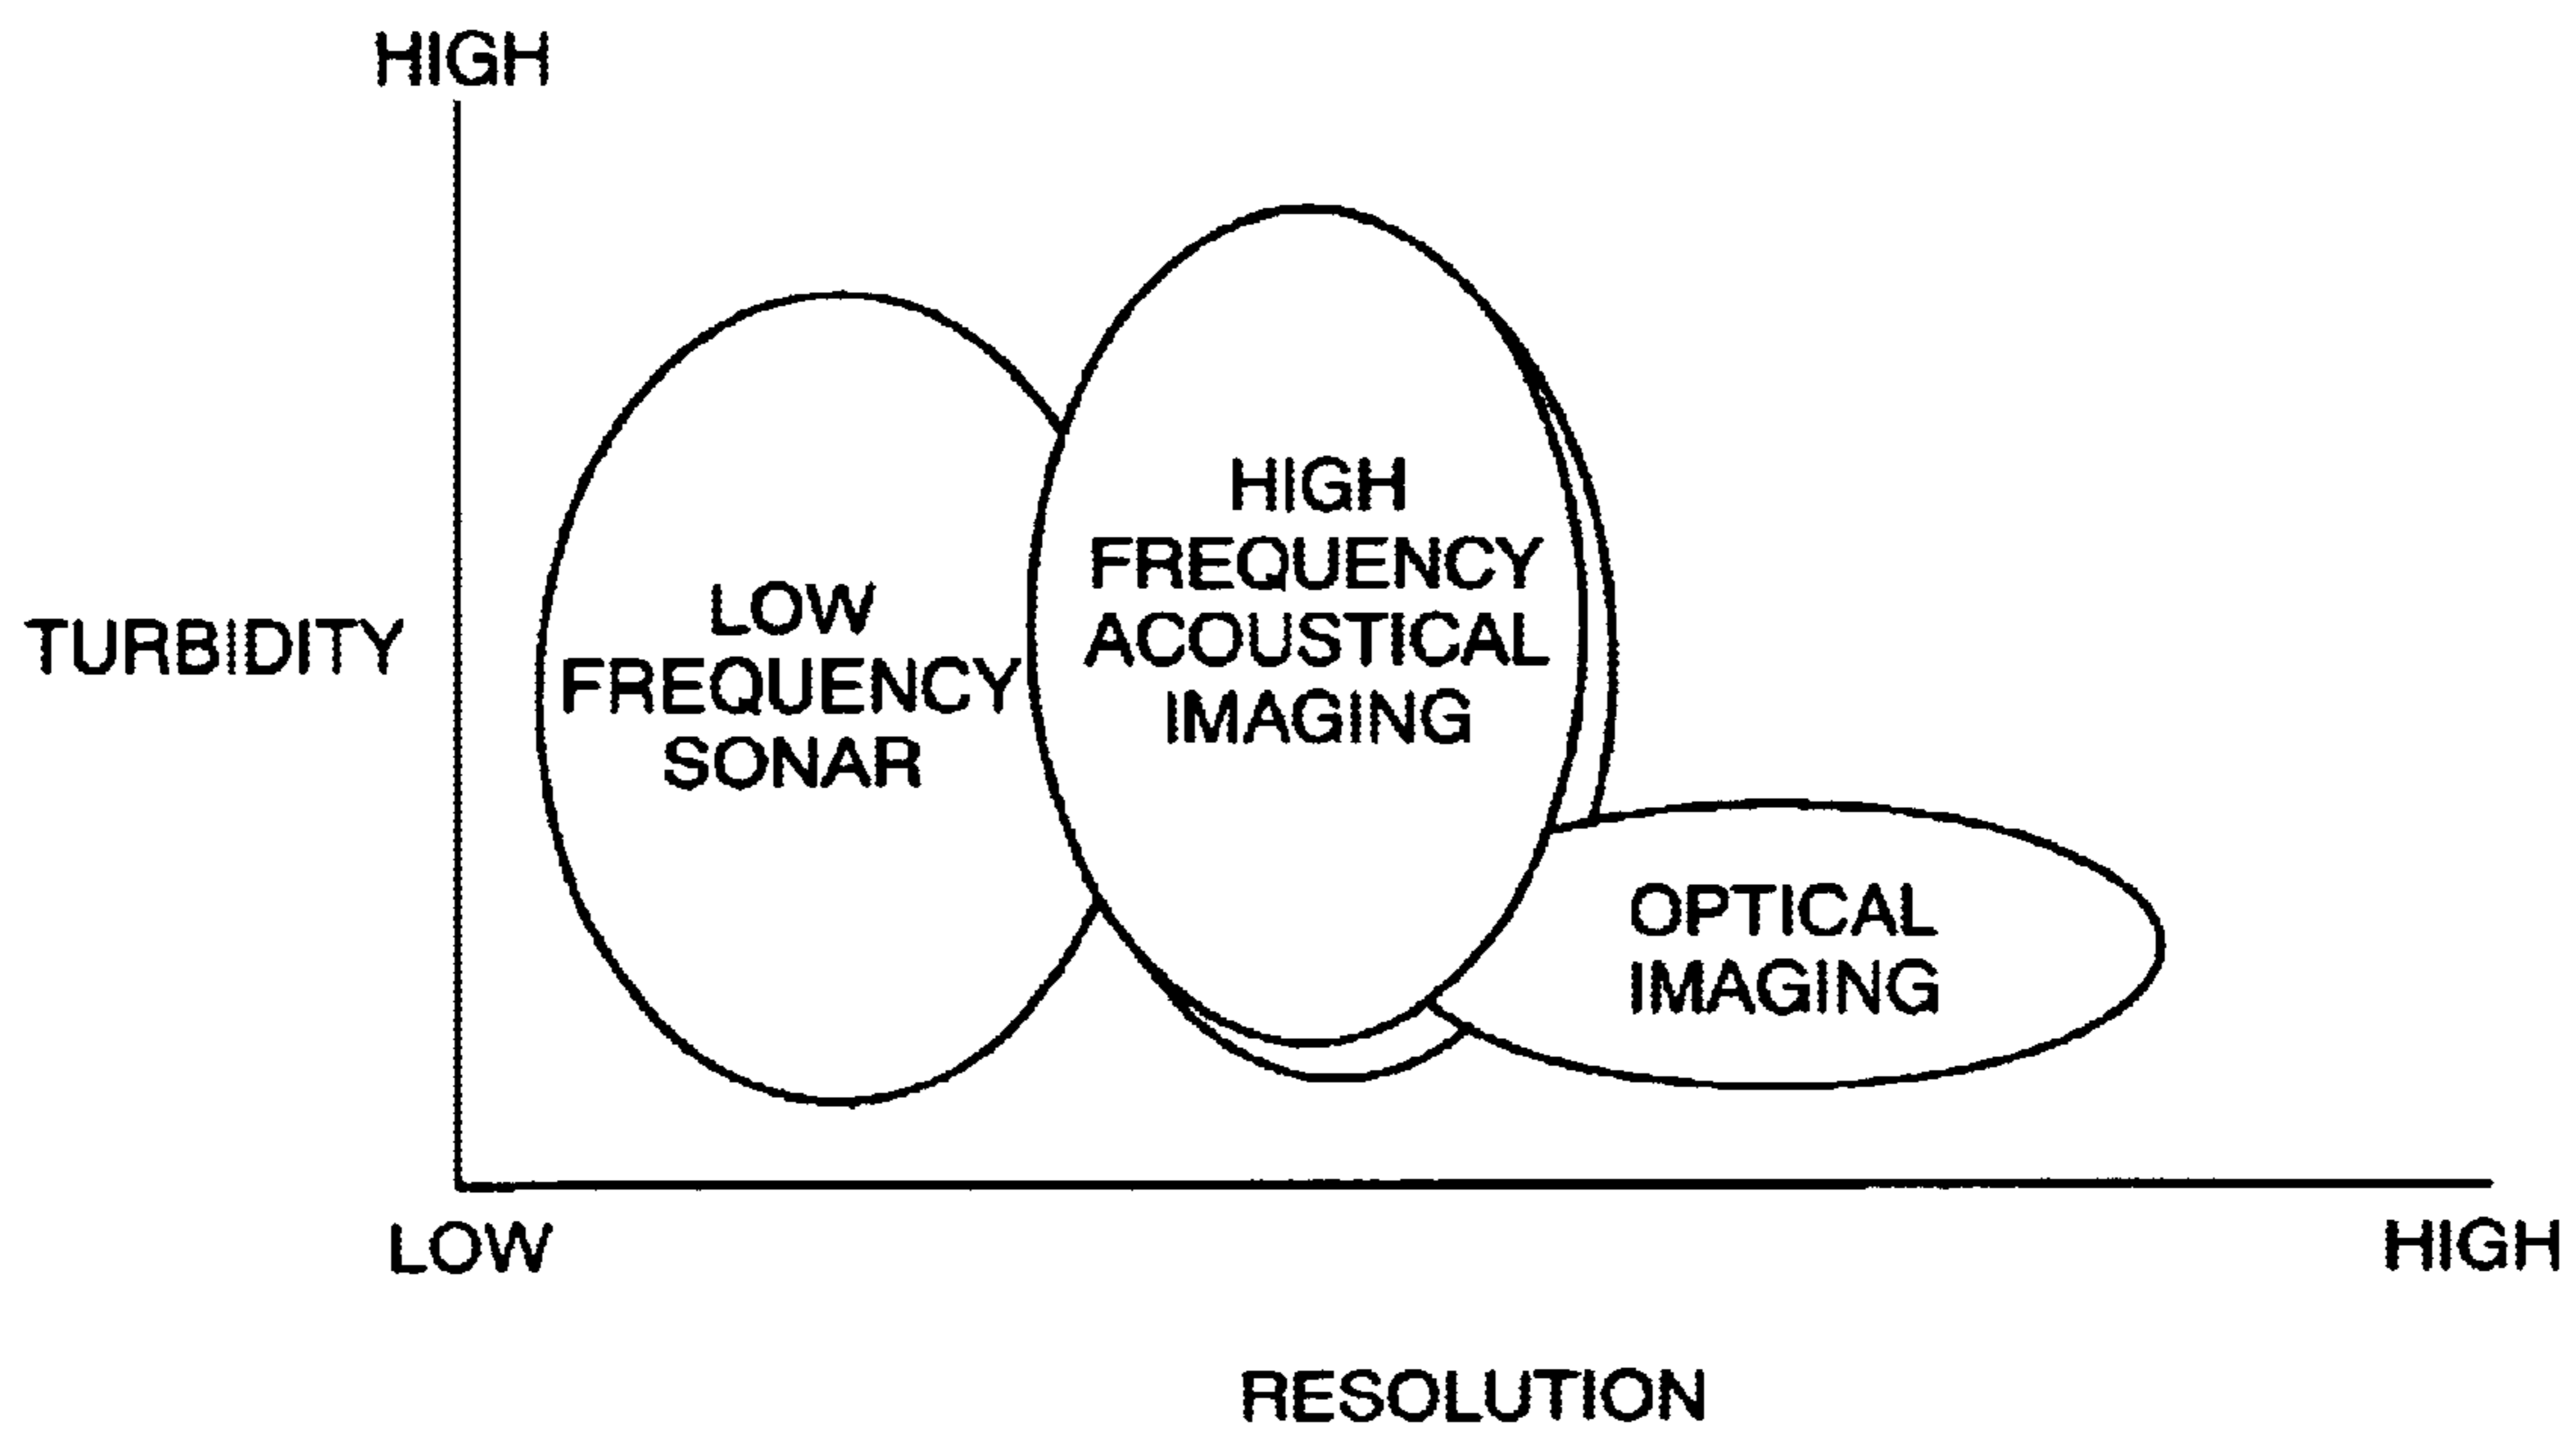 HIGH
TURBIDITY
LOW
FREQUENCY
SONAR
HIGH
FREQUENCY
ACOUSTICAL
IMAGING
OPTICAL
IMAGING
LOW
HIGH
RESOLUTION